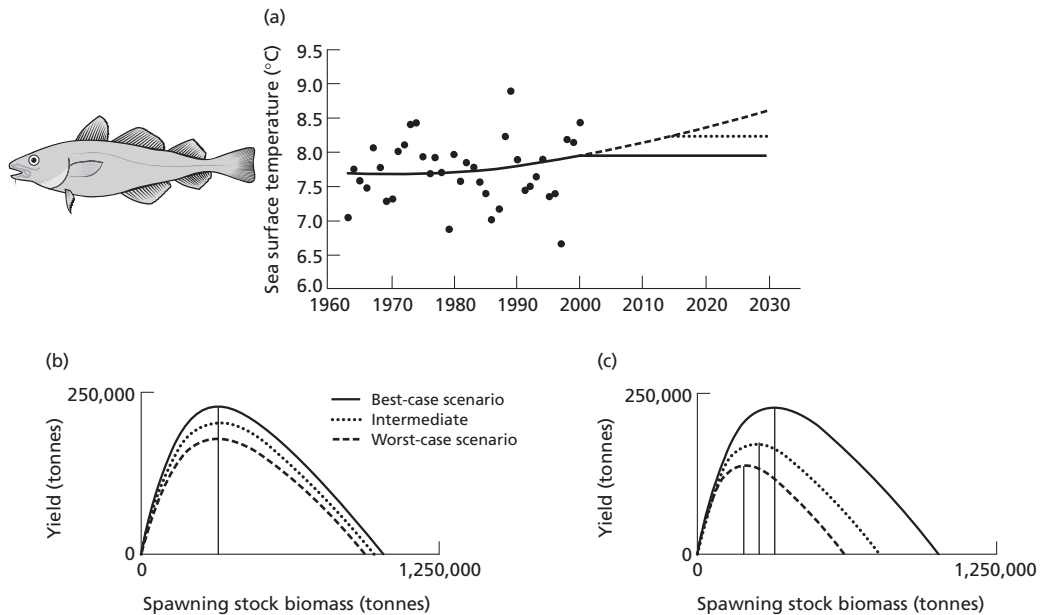 (a)
Sea surface temperature (°C)
9.5
9.0
8.5
8.0
7.5
7.0
6.5
6.0
1960 1970 1980 1990 2000 2010 2020 2030
(b)
250,000
Yield (tonnes)
0
0 1,250,000
Spawning stock biomass (tonnes)
Best-case scenario
Intermediate
Worst-case scenario
(c)
250,000
Yield (tonnes)
0
0 1,250,000
Spawning stock biomass (tonnes)